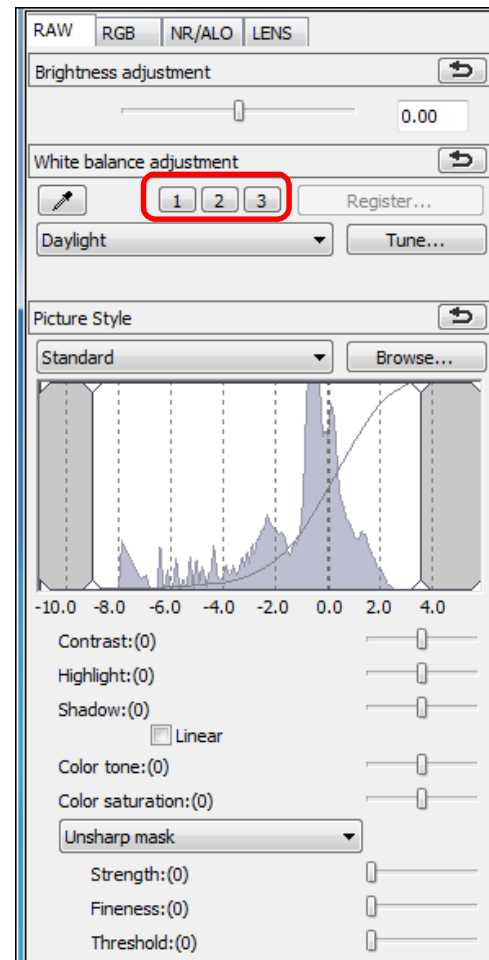 RAW RGB NR/ALO LENS
Brightness adjustment
0.00
White balance adjustment
1 2 3 Register...
Daylight Tune...
Picture Style
Standard Browse...
-10.0 -8.0 -6.0 -4.0 -2.0 0.0 2.0 4.0
Contrast:(0)
Highlight:(0)
Shadow:(0)
Linear
Color tone:(0)
Color saturation:(0)
Unsharp mask
Strength:(0)
Fineness:(0)
Threshold:(0)